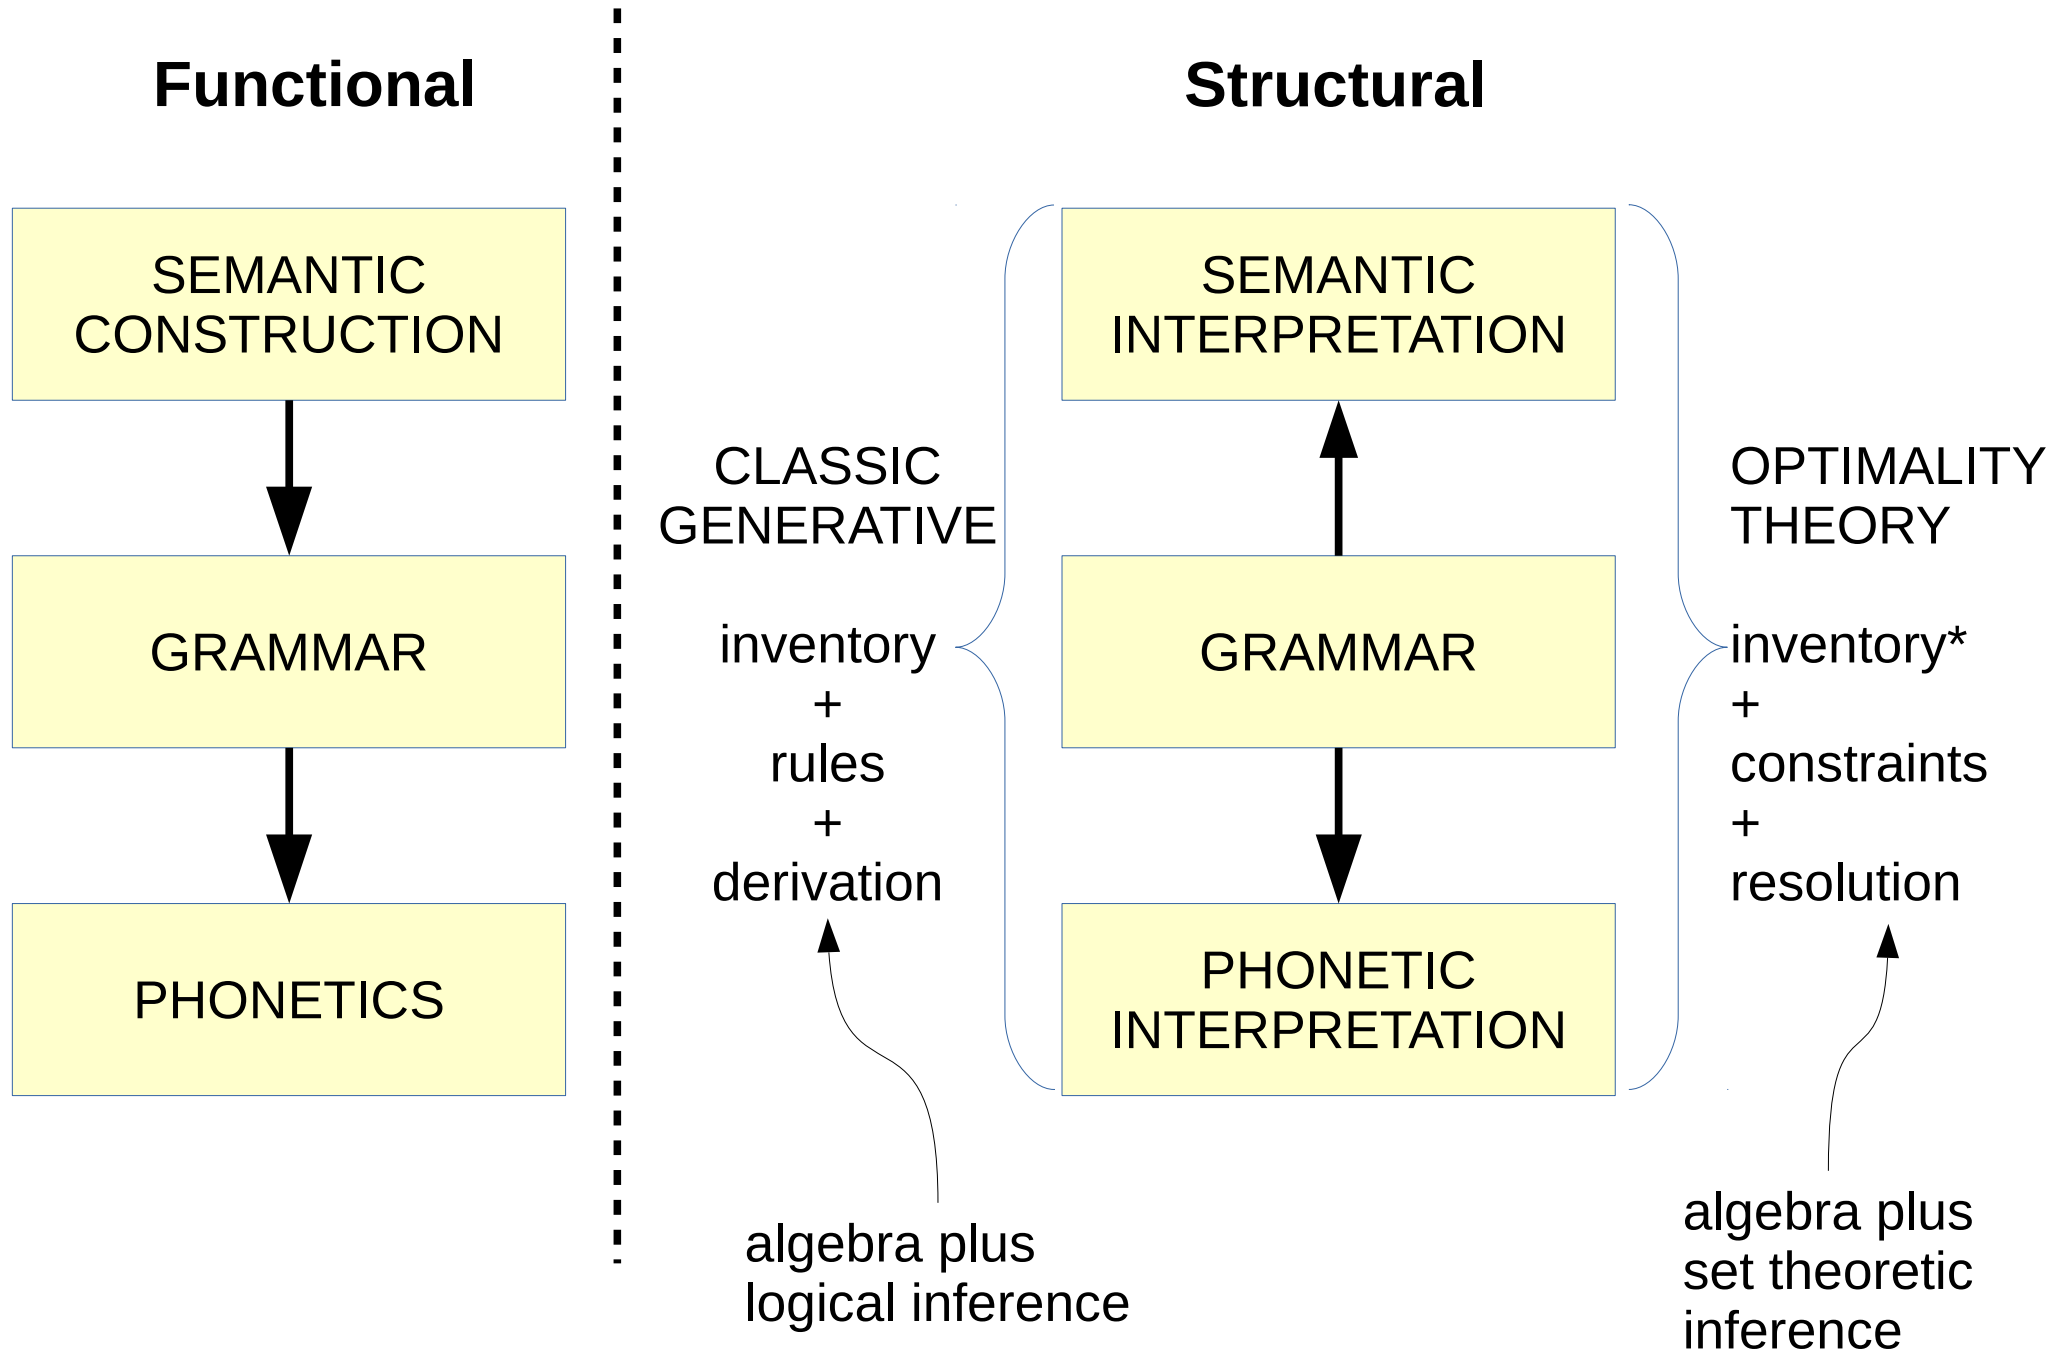 Functional
SEMANTIC
CONSTRUCTION
GRAMMAR
PHONETICS
Structural
CLASSIC
GENERATIVE
inventory
+
rules
+
derivation
algebra plus
logical inference
SEMANTIC
INTERPRETATION
GRAMMAR
PHONETIC
INTERPRETATION
OPTIMALITY
THEORY
inventory*
+
constraints
+
resolution
algebra plus
set theoretic
inference